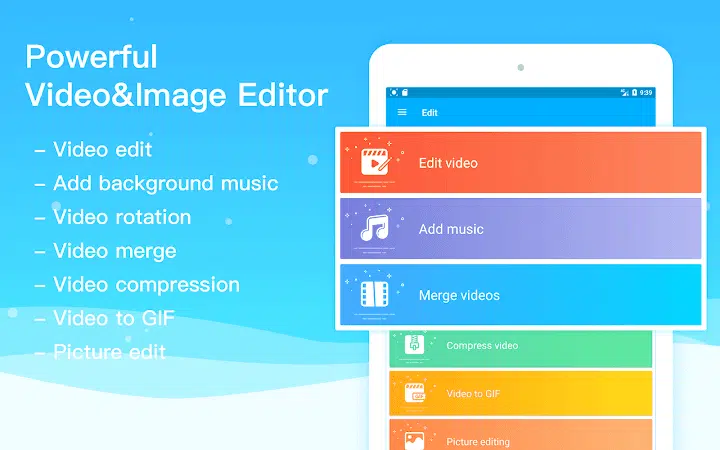 Powerful
Video&Image Editor
– Video edit
– Add background music
– Video rotation
– Video merge
– Video compression
– Video to GIF
– Picture edit
9:39
Edit
Edit video
Add music
Merge videos
Compress video
Video to GIF
Picture editing